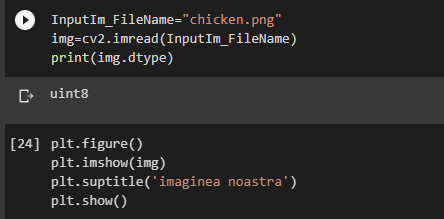 InputIm_FileName="chicken.png"
img=cv2.imread(InputIm_FileName)
print(img.dtype)
uint8
[24] plt.figure()
plt.imshow(img)
plt.suptitle('imaginea noastra')
plt.show()